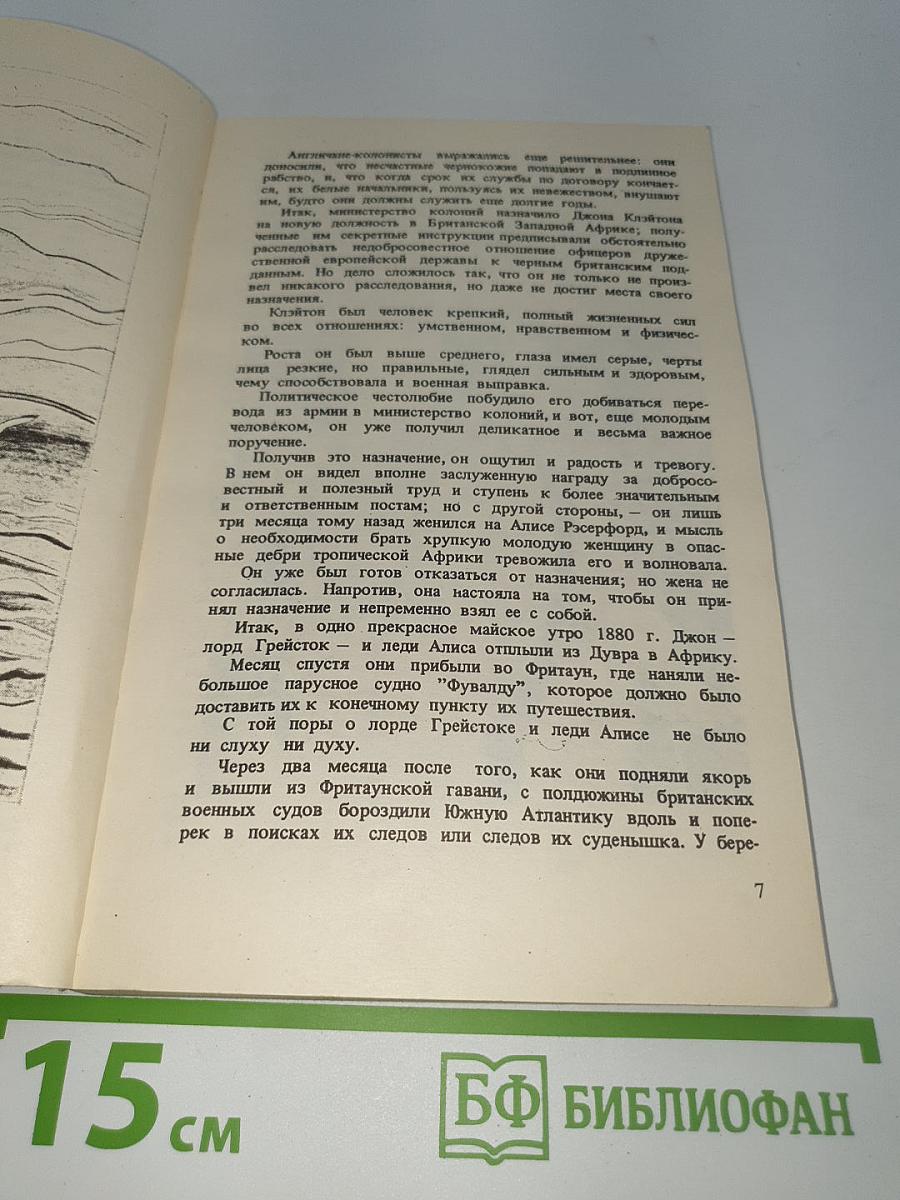 Англичане-колонисты выражались еще решительнее: они
доносили, что несчастные чернокожие попадают в подлинное
рабство, и, что когда срок их службы по договору кончает-
ся, их белые начальники, пользуясь их невежеством, внушают
им, будто они должны служить еще долгие годы.
Итак, министерство колоний назначило Джона Клэйтона
на новую должность в Британской Западной Африке; полу-
ченные им секретные инструкции предписывали обстоятельно
расследовать недобросовестное отношение офицеров друже-
ственной европейской державы к черным британским под-
данным. Но дело сложилось так, что он не только не произ-
вел никакого расследования, но даже не достиг места своего
назначения.
Клэйтон был человек крепкий, полный жизненных сил
во всех отношениях: умственном, нравственном и физичес-
ком.
Роста он был выше среднего, глаза имел серые, черты
лица резкие, но правильные, глядел сильным и здоровым,
чему способствовала и военная выправка.
Политическое честолюбие побудило его добиваться пере-
вода из армии в министерство колоний, и вот, еще молодым
человеком, он уже получил деликатное и весьма важное
поручение.
Получив это назначение, он ощутил и радость и тревогу.
В нем он видел вполне заслуженную награду за добросо-
вестный и полезный труд и ступень к более значительным
и ответственным постам; но с другой стороны, — он лишь
три месяца тому назад женился на Алисе Рэсерфорд, и мысль
о необходимости брать хрупкую молодую женщину в опас-
ные дебри тропической Африки тревожила его и волновала.
Он уже был готов отказаться от назначения; но жена не
согласилась. Напротив, она настояла на том, чтобы он при-
нял назначение и непременно взял ее с собой.
Итак, в одно прекрасное майское утро 1880 г. Джон —
лорд Грейсток — и леди Алиса отплыли из Дувра в Африку.
Месяц спустя они прибыли во Фритаун, где наняли не-
большое парусное судно "Фувалду", которое должно было
доставить их к конечному пункту их путешествия.
С той поры о лорде Грейстоке и леди Алисе не было
ни слуху ни духу.
Через два месяца после того, как они подняли якорь
и вышли из Фритаунской гавани, с полдюжины британских
военных судов бороздили Южную Атлантику вдоль и попе-
рек в поисках их следов или следов их суденышка. У бере-
7
15 см
БФ БИБЛИОФАН